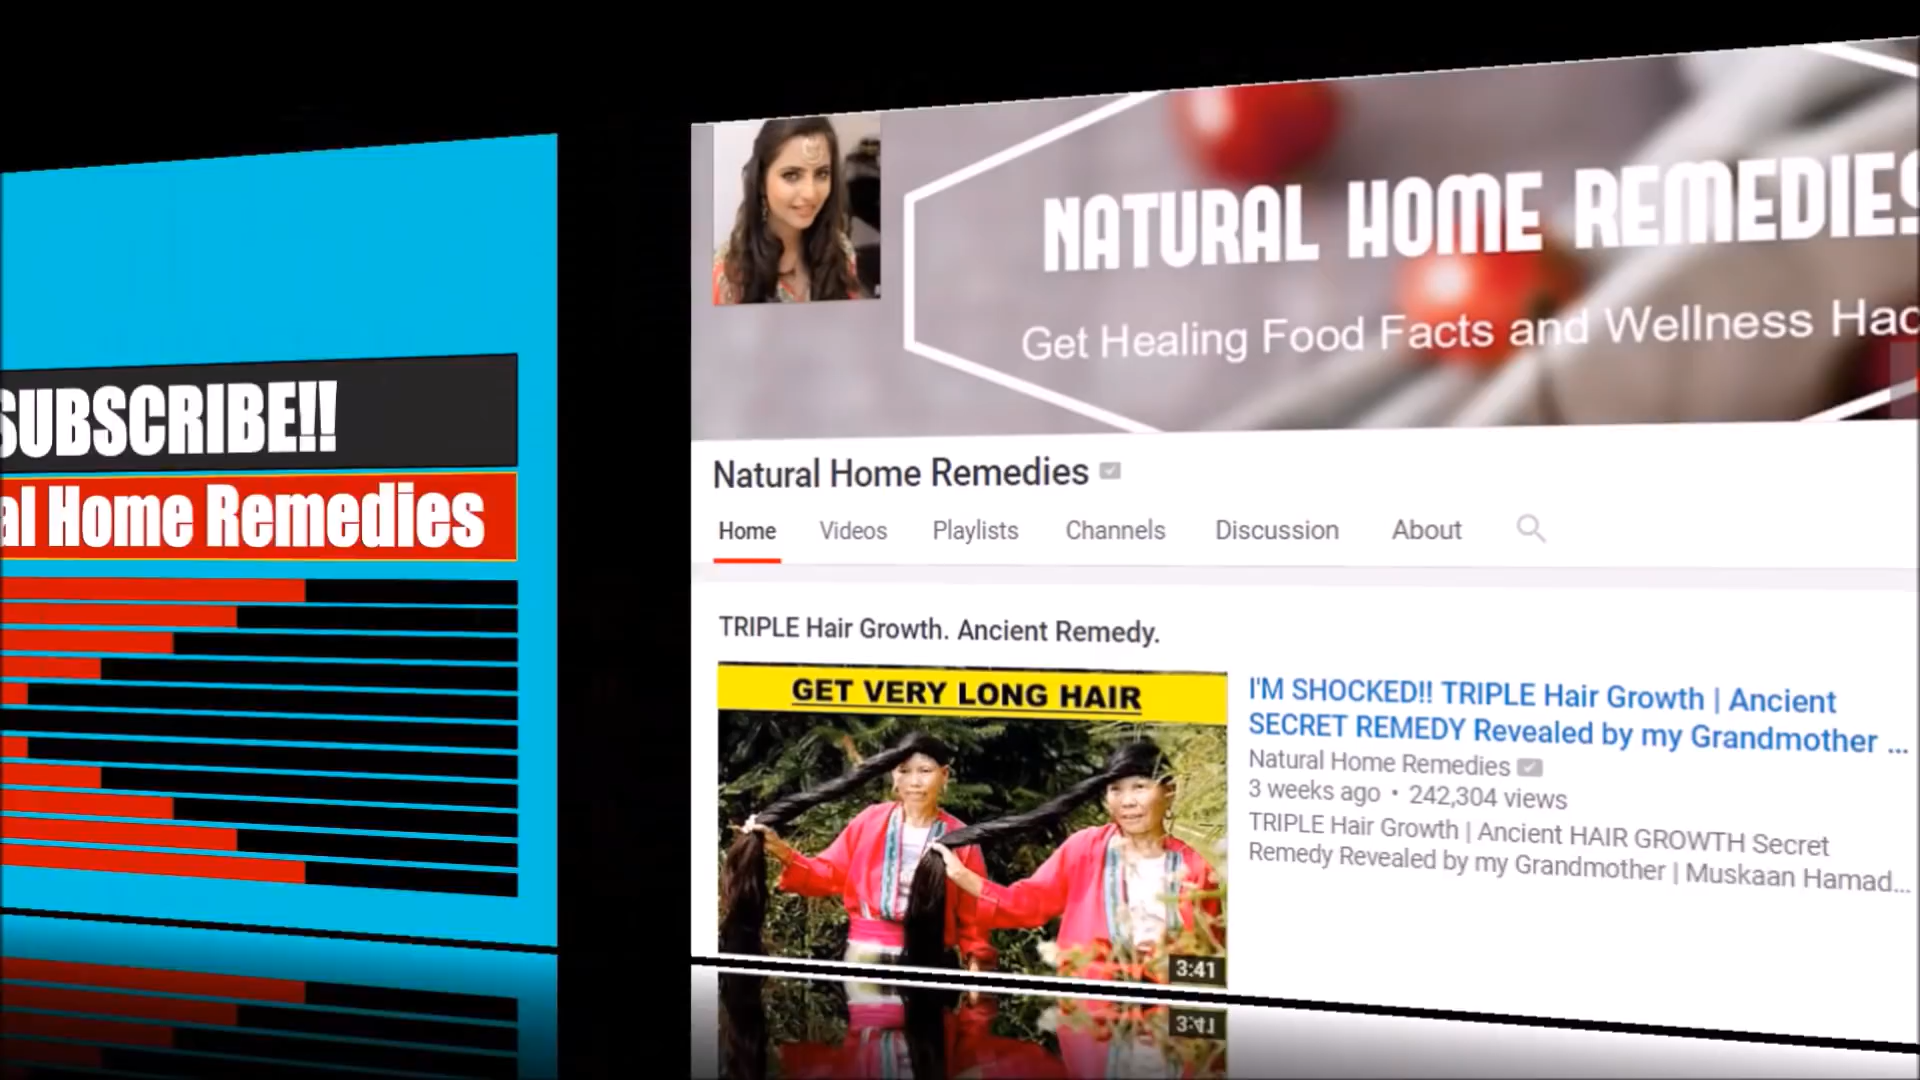 SUBSCRIBE!!
al Home Remedies
NATURAL HOME REMEDIES
Get Healing Food Facts and Wellness Hac
Natural Home Remedies
Home Videos Playlists Channels Discussion About
TRIPLE Hair Growth. Ancient Remedy.
GET VERY LONG HAIR
3:41
I'M SHOCKED!! TRIPLE Hair Growth | Ancient
SECRET REMEDY Revealed by my Grandmother ...
Natural Home Remedies
3 weeks ago • 242,304 views
TRIPLE Hair Growth | Ancient HAIR GROWTH Secret
Remedy Revealed by my Grandmother | Muskaan Hamad...